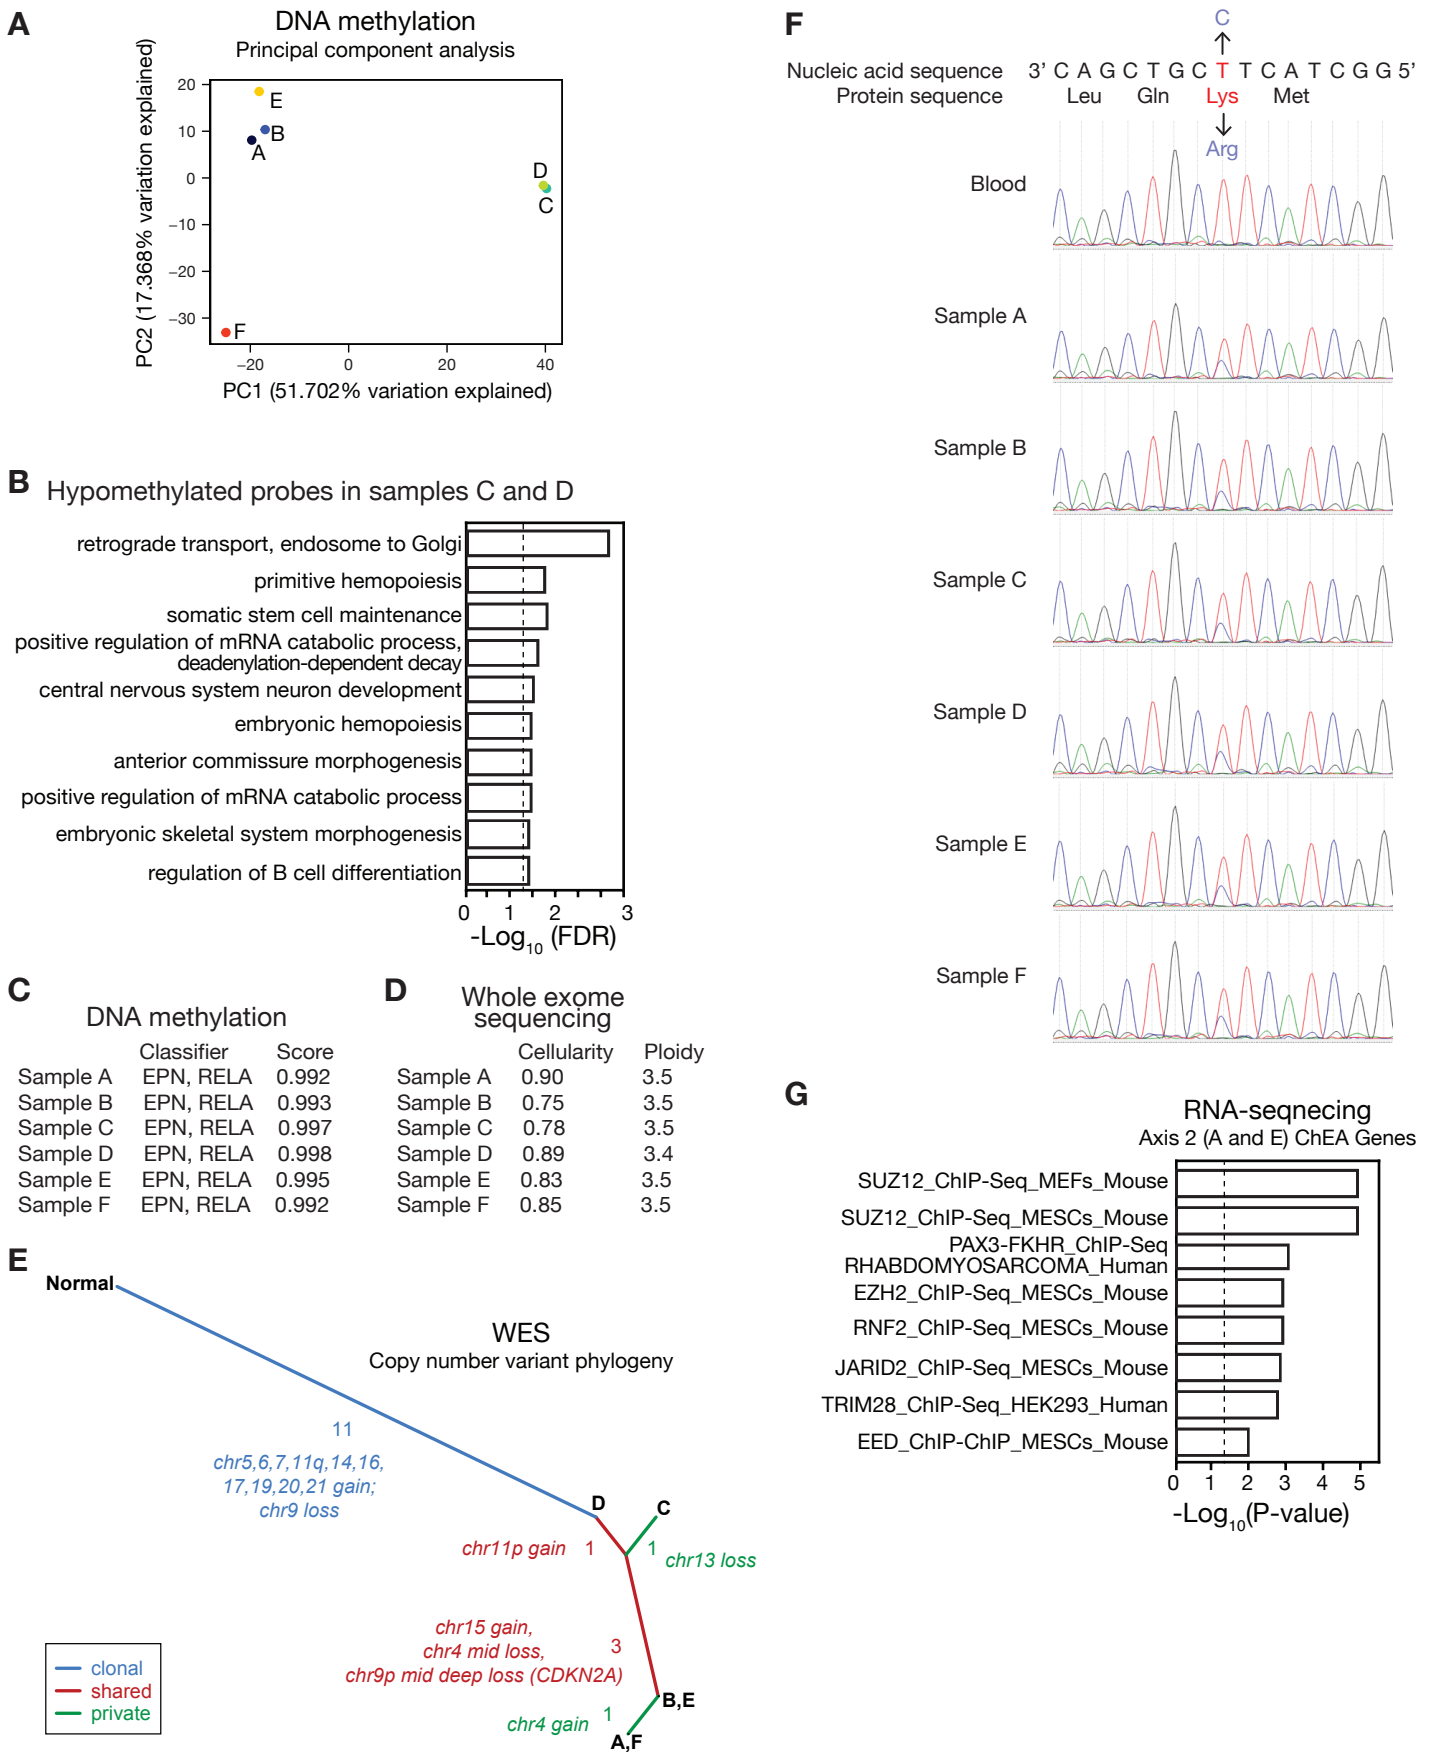 A
DNA methylation
Principal component analysis
PC2 (17.368% variation explained)
20
10
0
−10
−20
−30
E
B
A
D
C
F
−20
0
20
40
PC1 (51.702% variation explained)
B
Hypomethylated probes in samples C and D
retrograde transport, endosome to Golgi
primitive hemopoiesis
somatic stem cell maintenance
positive regulation of mRNA catabolic process,
deadenylation-dependent decay
central nervous system neuron development
embryonic hemopoiesis
anterior commissure morphogenesis
positive regulation of mRNA catabolic process
embryonic skeletal system morphogenesis
regulation of B cell differentiation
0 1 2 3
-Log10 (FDR)
C
DNA methylation
Classifier Score
Sample A EPN, RELA 0.992
Sample B EPN, RELA 0.993
Sample C EPN, RELA 0.997
Sample D EPN, RELA 0.998
Sample E EPN, RELA 0.995
Sample F EPN, RELA 0.992
D
Whole exome
sequencing
Cellularity Ploidy
Sample A 0.90 3.5
Sample B 0.75 3.5
Sample C 0.78 3.5
Sample D 0.89 3.4
Sample E 0.83 3.5
Sample F 0.85 3.5
E
Normal
WES
Copy number variant phylogeny
11
chr5,6,7,11q,14,16,
17,19,20,21 gain;
chr9 loss
D
C
chr11p gain 1
1 chr13 loss
chr15 gain,
chr4 mid loss,
chr9p mid deep loss (CDKN2A)
3
B,E
chr4 gain 1
A,F
clonal
shared
private
F
C
Nucleic acid sequence 3' C A G C T G C T T C A T C G G 5'
Protein sequence Leu Gln Lys Met
Arg
Blood
Sample A
Sample B
Sample C
Sample D
Sample E
Sample F
G
RNA-seqnecing
Axis 2 (A and E) ChEA Genes
SUZ12_ChIP-Seq_MEFs_Mouse
SUZ12_ChIP-Seq_MESCs_Mouse
PAX3-FKHR_ChIP-Seq
RHABDOMYOSARCOMA_Human
EZH2_ChIP-Seq_MESCs_Mouse
RNF2_ChIP-Seq_MESCs_Mouse
JARID2_ChIP-Seq_MESCs_Mouse
TRIM28_ChIP-Seq_HEK293_Human
EED_ChIP-ChIP_MESCs_Mouse
0 1 2 3 4 5
-Log10(P-value)